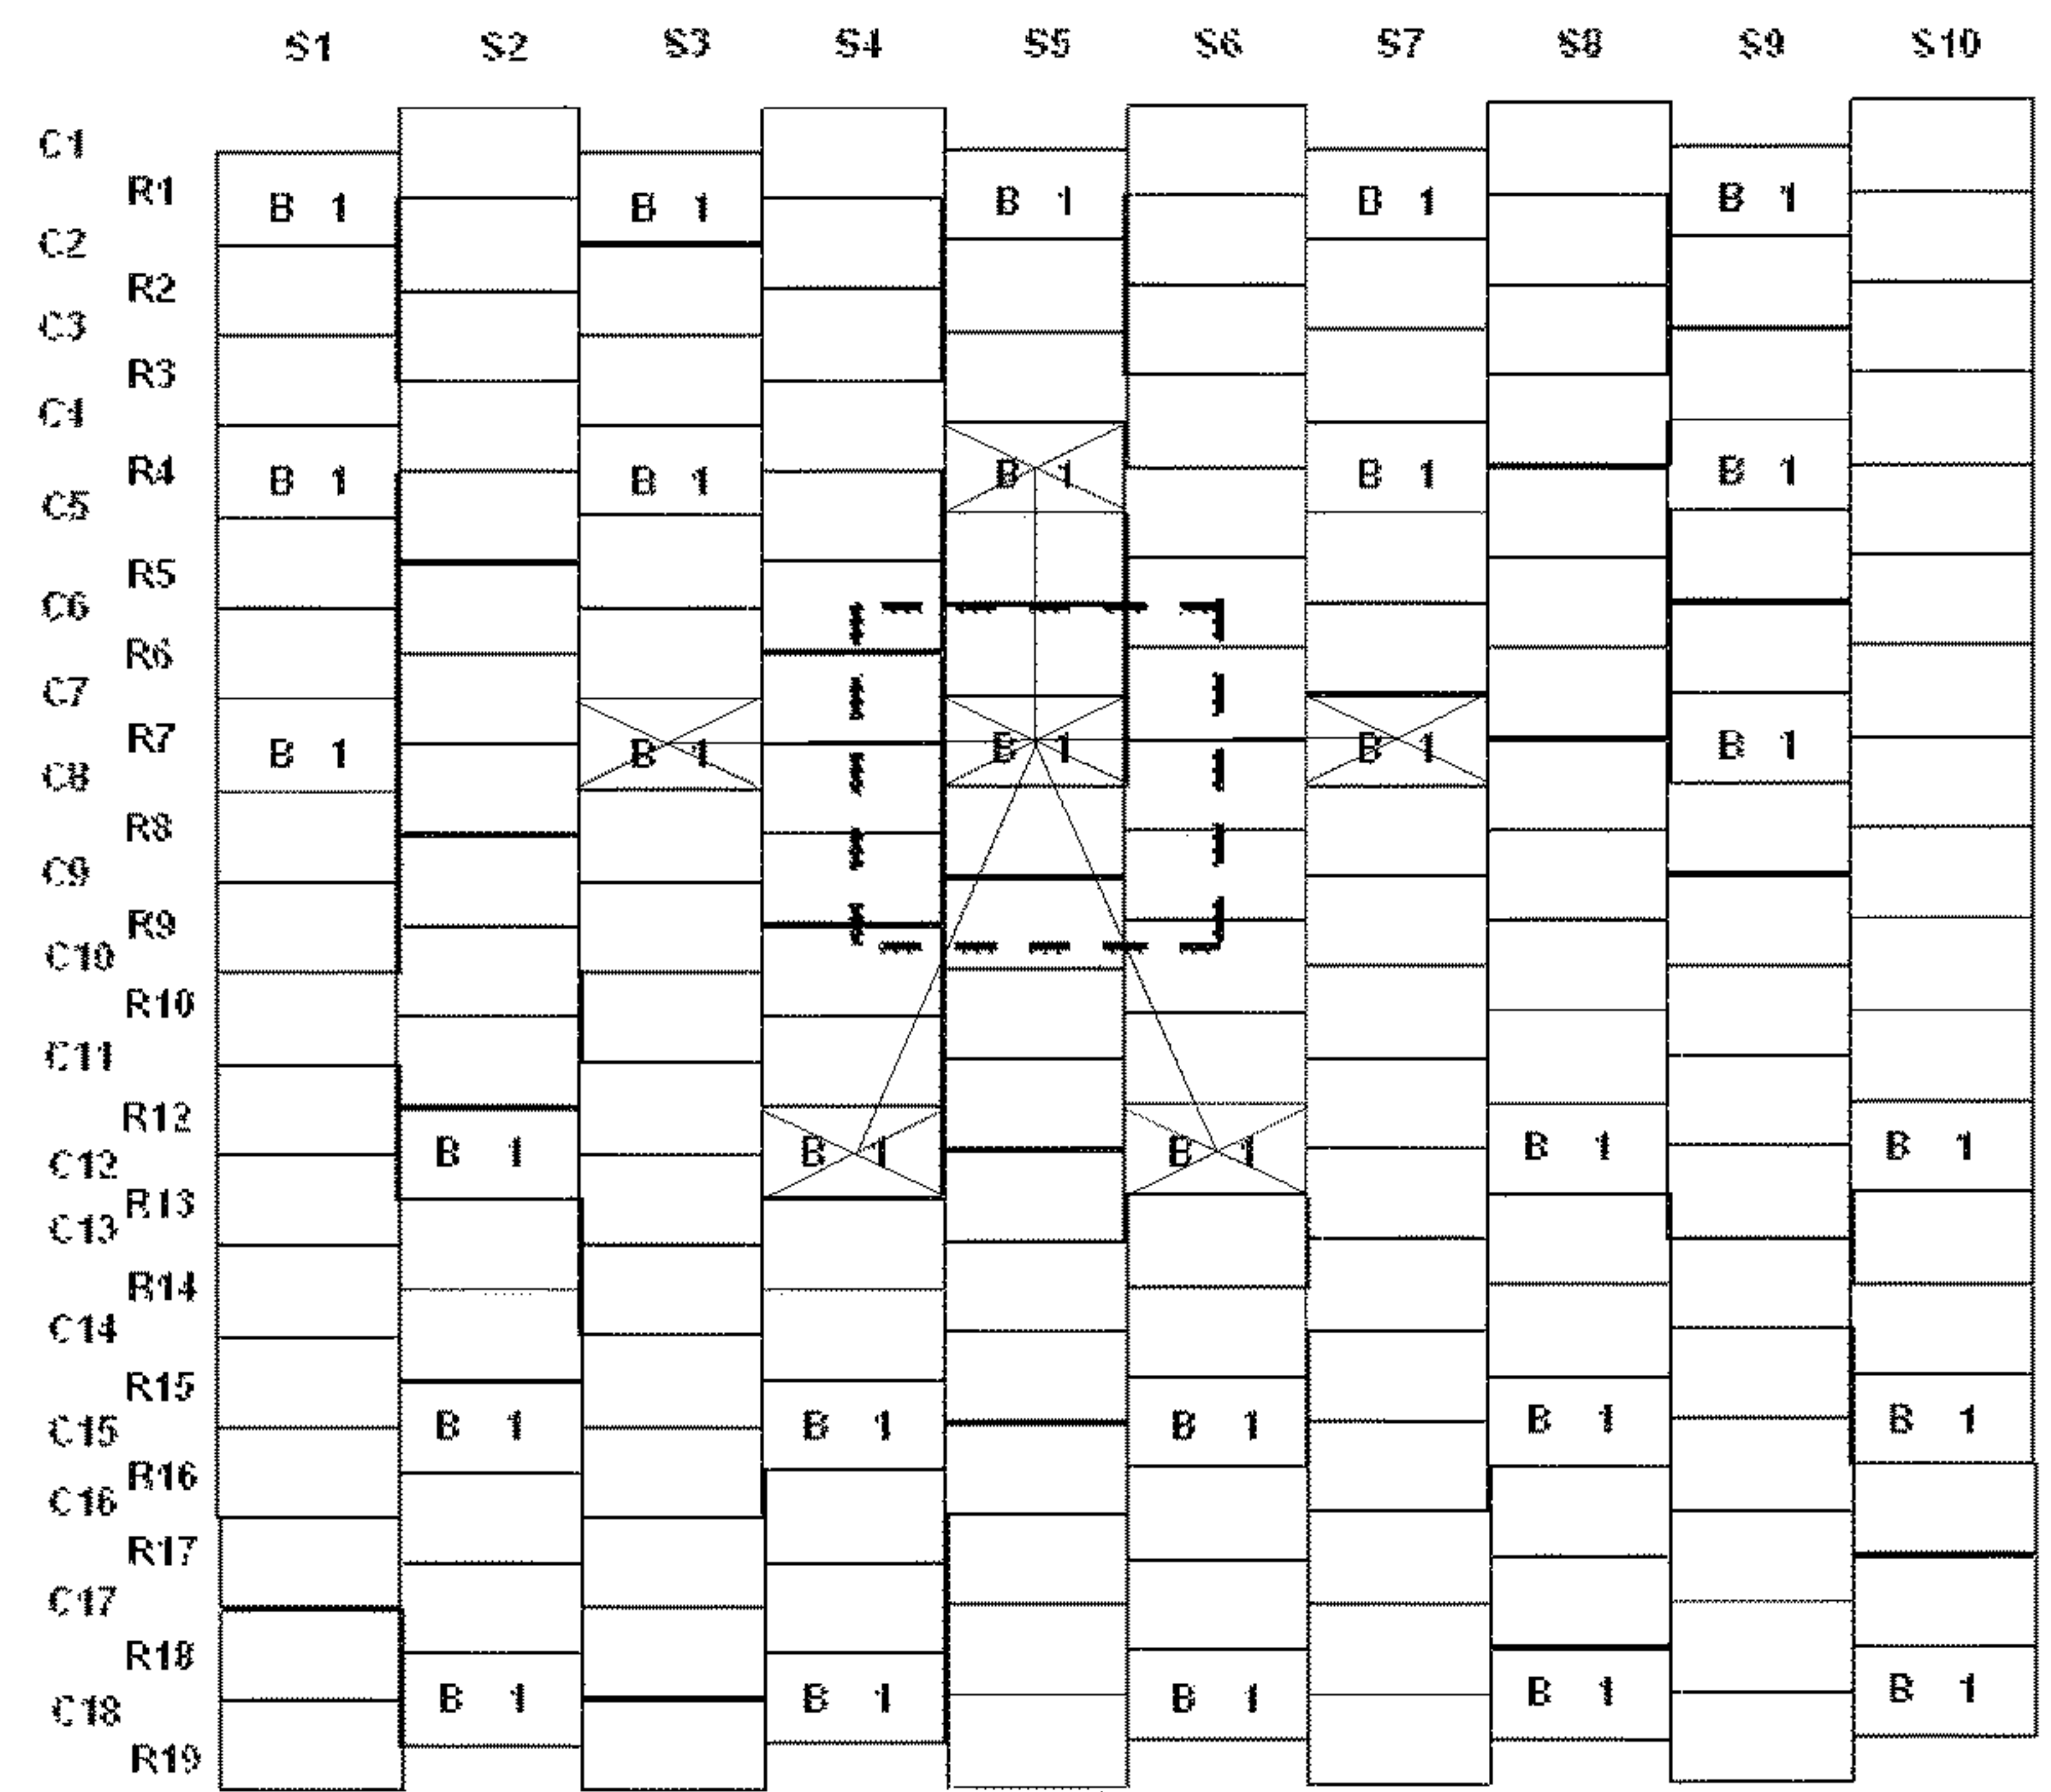 S1 S2 S3 S4 S5 S6 S7 S8 S9 S10
C1
R1 B 1 B 1 B 1 B 1 B 1
C2
R2
C3
R3
C4
R4 B 1 B 1 B 1 B 1 B 1
C5
R5
C6
R6
C7
R7 B 1 B 1 B 1 B 1 B 1
C8
R8
C9
R9
C10
R10
C11
R12
C12 B 1 B 1 B 1 B 1 B 1
R13
C13
R14
C14
R15
C15 B 1 B 1 B 1 B 1 B 1
R16
C16
R17
C17
R18
C18 B 1 B 1 B 1 B 1 B 1
R19